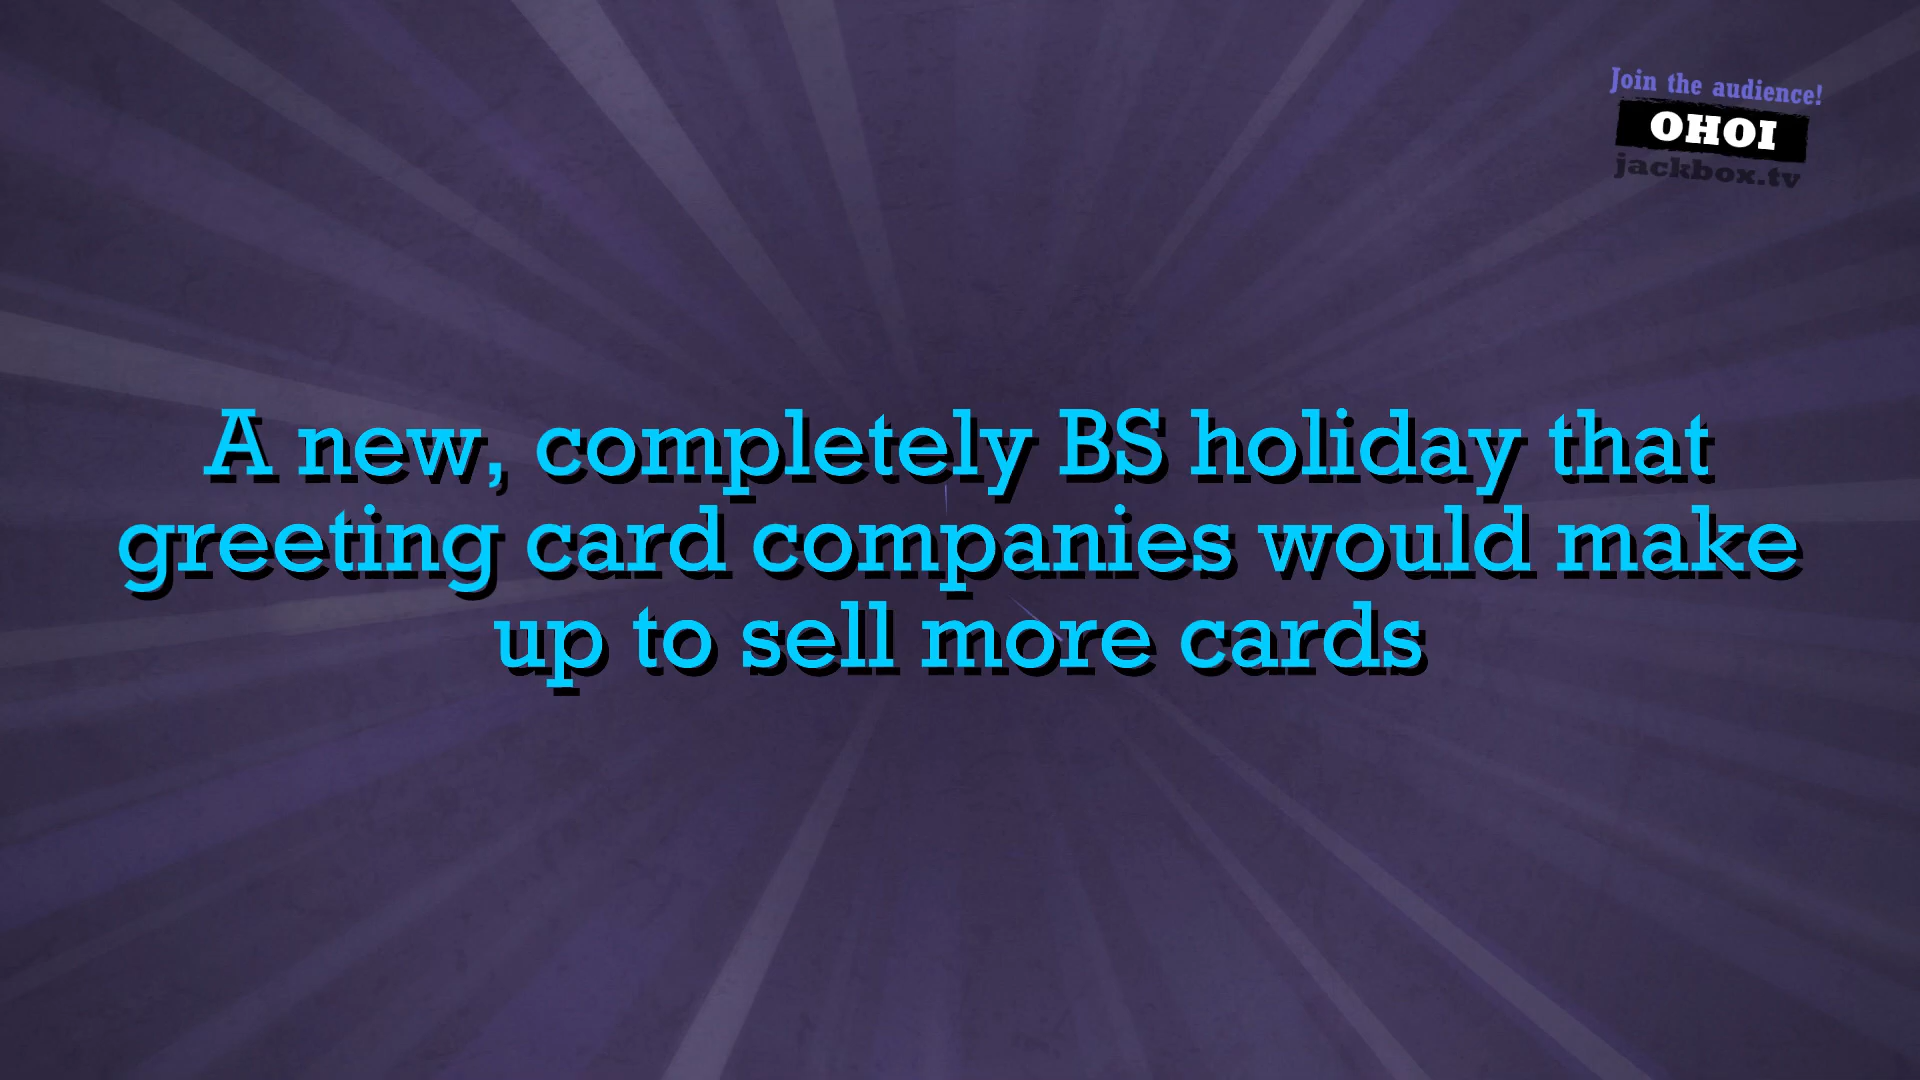 Join the audience!
OHOI
jackbox.tv
A new, completely BS holiday that
greeting card companies would make
up to sell more cards